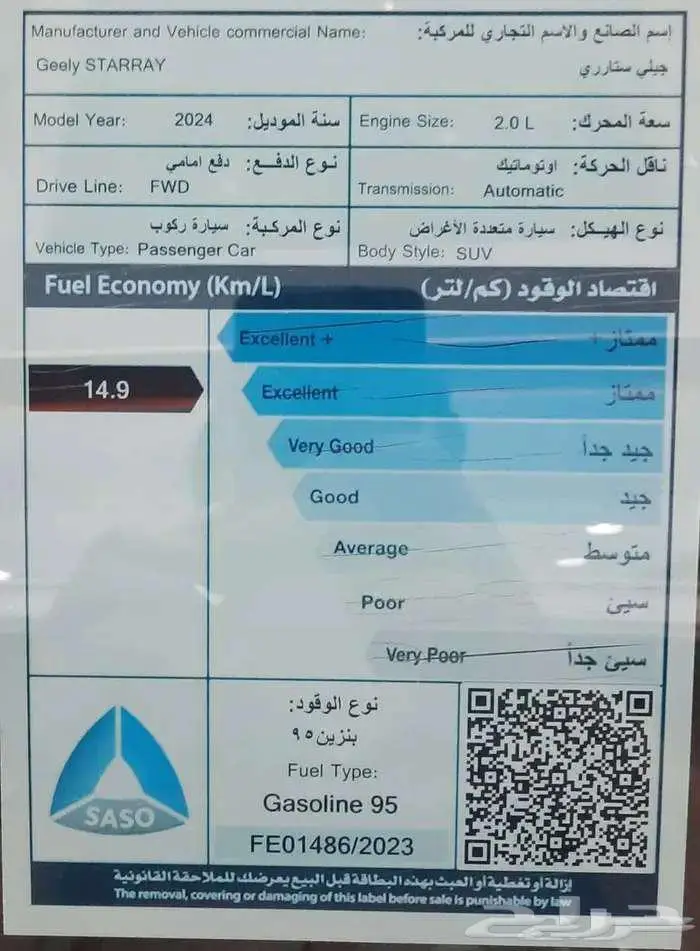 Manufacturer and Vehicle commercial Name: إسم الصانع والاسم التجاري للمركبة:
Geely STARRAY جيلي ستارري
Model Year: 2024 سنة الموديل: Engine Size: 2.0 L سعة المحرك:
نوع الدفـع: دفع امامي ناقل الحركة: اوتوماتيك
Drive Line: FWD Transmission: Automatic
نوع المركبة: سيارة ركوب نوع الهيكل: سيارة متعددة الأغراض
Vehicle Type: Passenger Car Body Style: SUV
Fuel Economy (Km/L) اقتصاد الوقود (كم/لتر)
Excellent + ممتاز +
14.9 Excellent ممتاز
Very Good جيد جداً
Good جيد
Average متوسط
Poor سيئ
Very Poor سيئ جداً
نوع الوقود:
بنزين ٩٥
Fuel Type:
Gasoline 95
SASO
FE01486/2023
إزالة أو تغطية أو العبث بهذه البطاقة قبل البيع يعرضك للملاحقة القانونية
The removal, covering or damaging of this label before sale is punishable by law
حراج